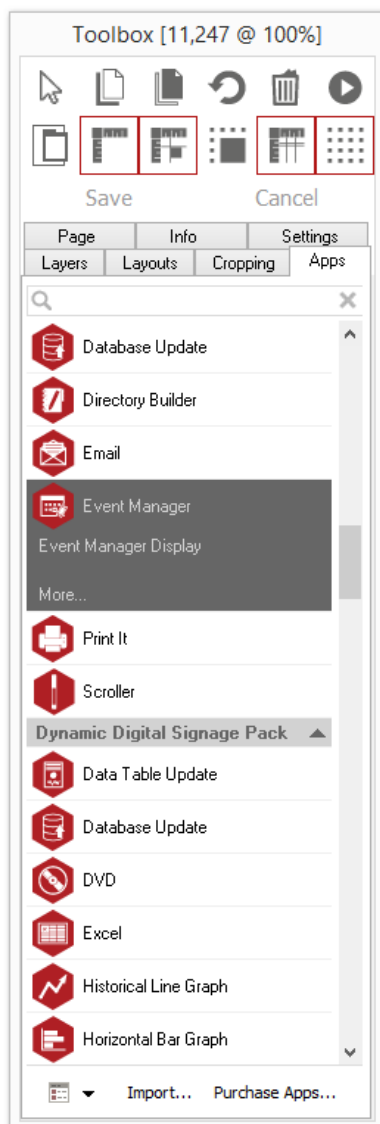 Toolbox [11,247 @ 100%]
Save Cancel
Page Info Settings
Layers Layouts Cropping Apps
Database Update
Directory Builder
Email
Event Manager
Event Manager Display
More...
Print It
Scroller
Dynamic Digital Signage Pack
Data Table Update
Database Update
DVD
Excel
Historical Line Graph
Horizontal Bar Graph
Import... Purchase Apps...